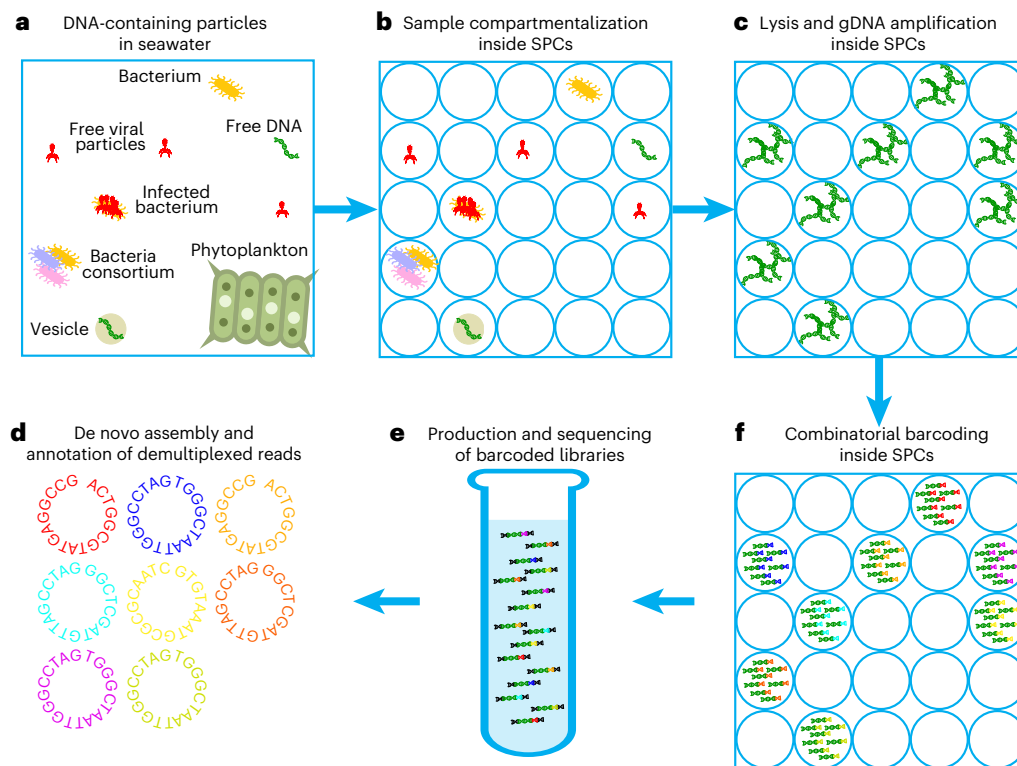 a DNA-containing particles
in seawater
Bacterium
Free viral
particles
Free DNA
Infected
bacterium
Bacteria
consortium
Phytoplankton
Vesicle
b Sample compartmentalization
inside SPCs
c Lysis and gDNA amplification
inside SPCs
d De novo assembly and
annotation of demultiplexed reads
e Production and sequencing
of barcoded libraries
f Combinatorial barcoding
inside SPCs